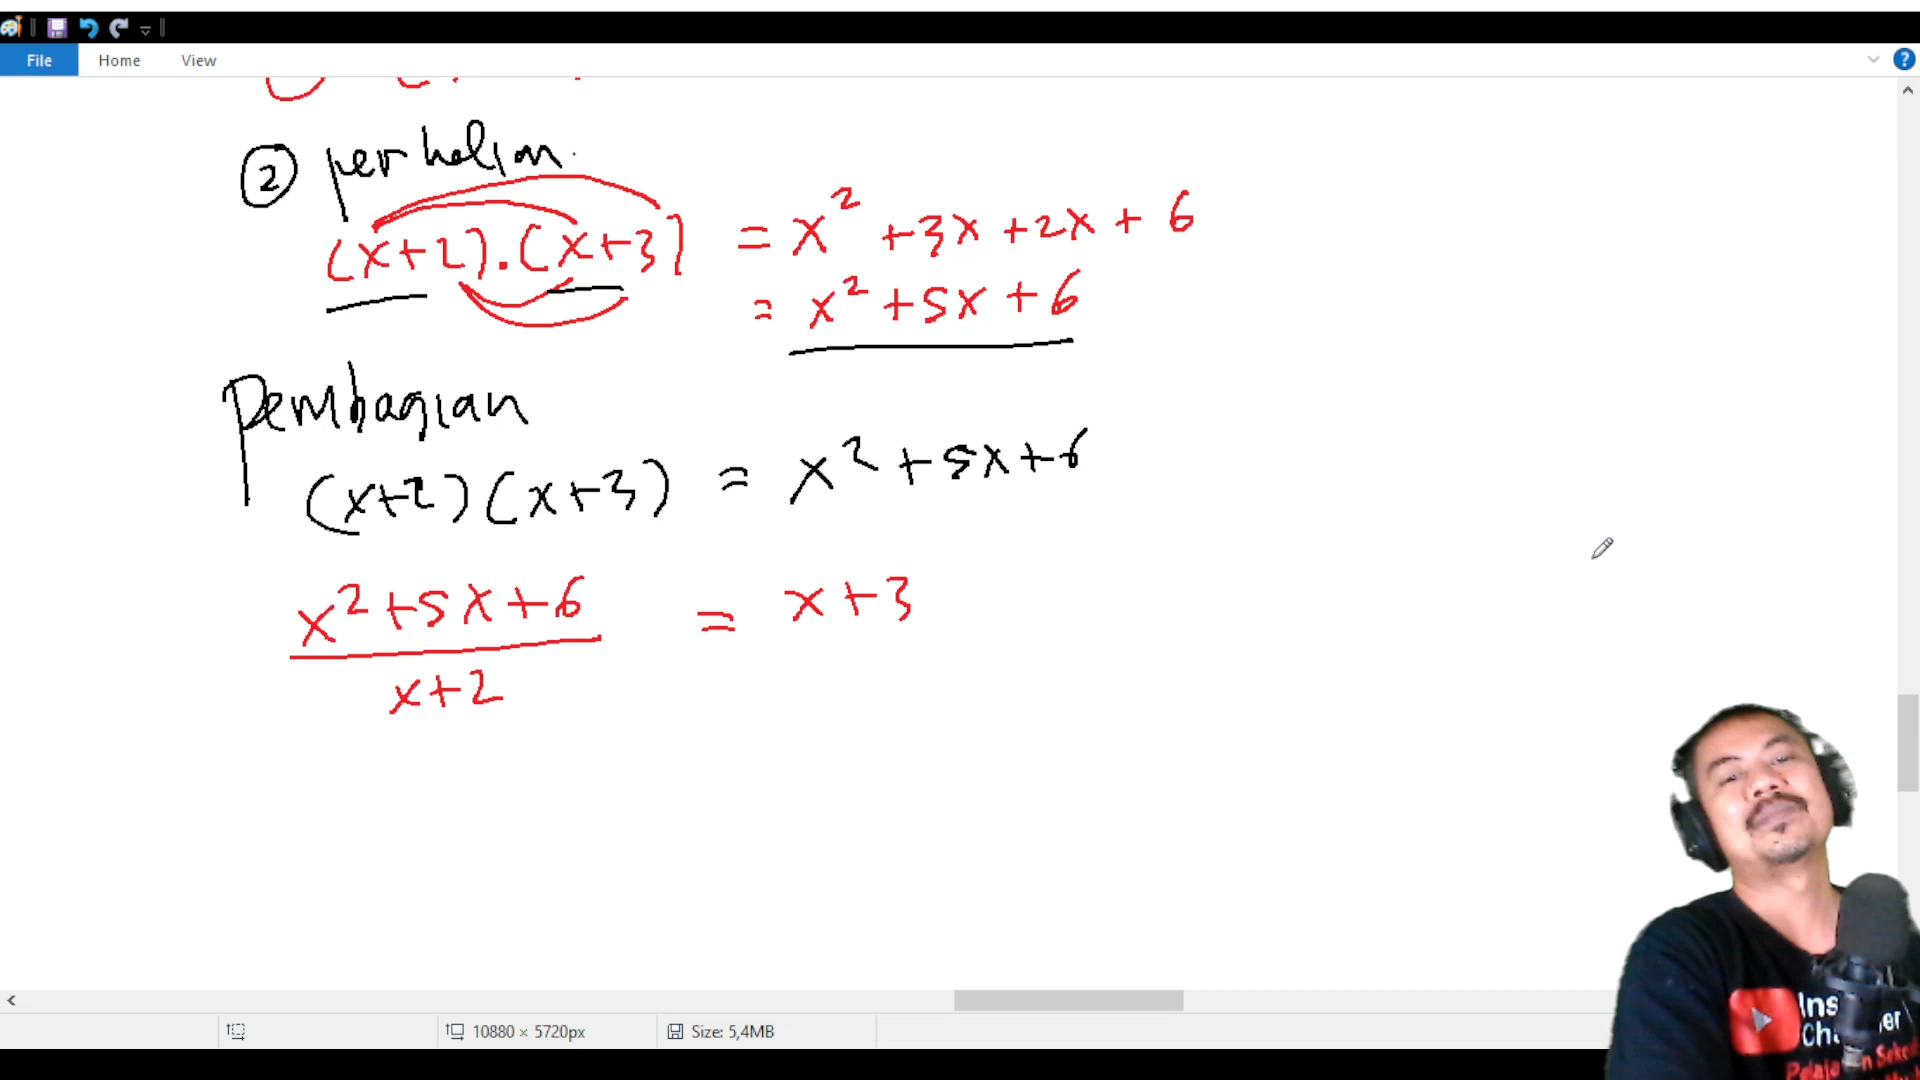 File Home View
② perkalian.
(x+2).(x+3) = x² +3x +2x + 6
= x² +5x +6
Pembagian
(x+2)(x+3) = x² +5x+6
x²+5x+6 = x+3
x+2
10880 × 5720px Size: 5,4MB